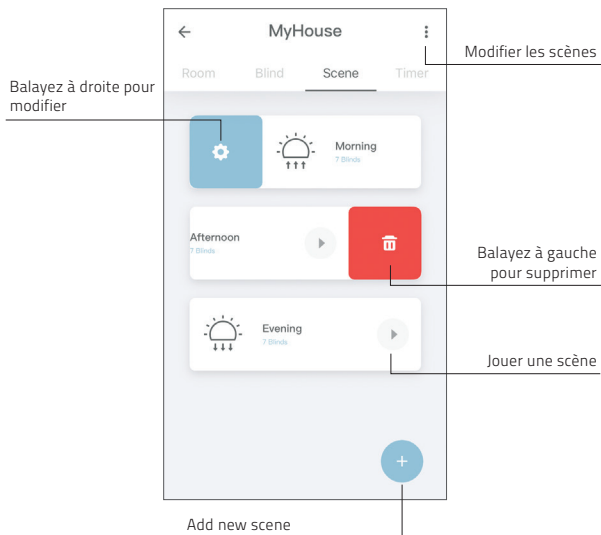 MyHouse
Modifier les scènes
Room Blind Scene Timer
Balayez à droite pour
modifier
Morning
7 Blinds
Afternoon
7 Blinds
Balayez à gauche
pour supprimer
Evening
7 Blinds
Jouer une scène
Add new scene